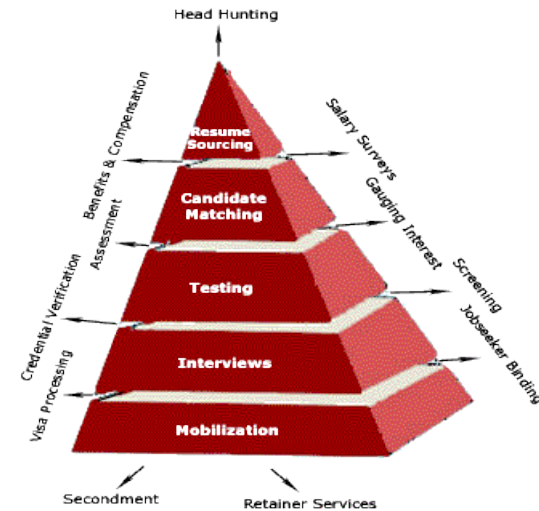 Head Hunting
Resume
Sourcing
Benefits & Compensation
Salary Surveys
Candidate
Matching
Assessment
Gauging Interest
Testing
Credential Verification
Screening
Interviews
Visa Processing
Jobseeker Binding
Mobilization
Secondment
Retainer Services